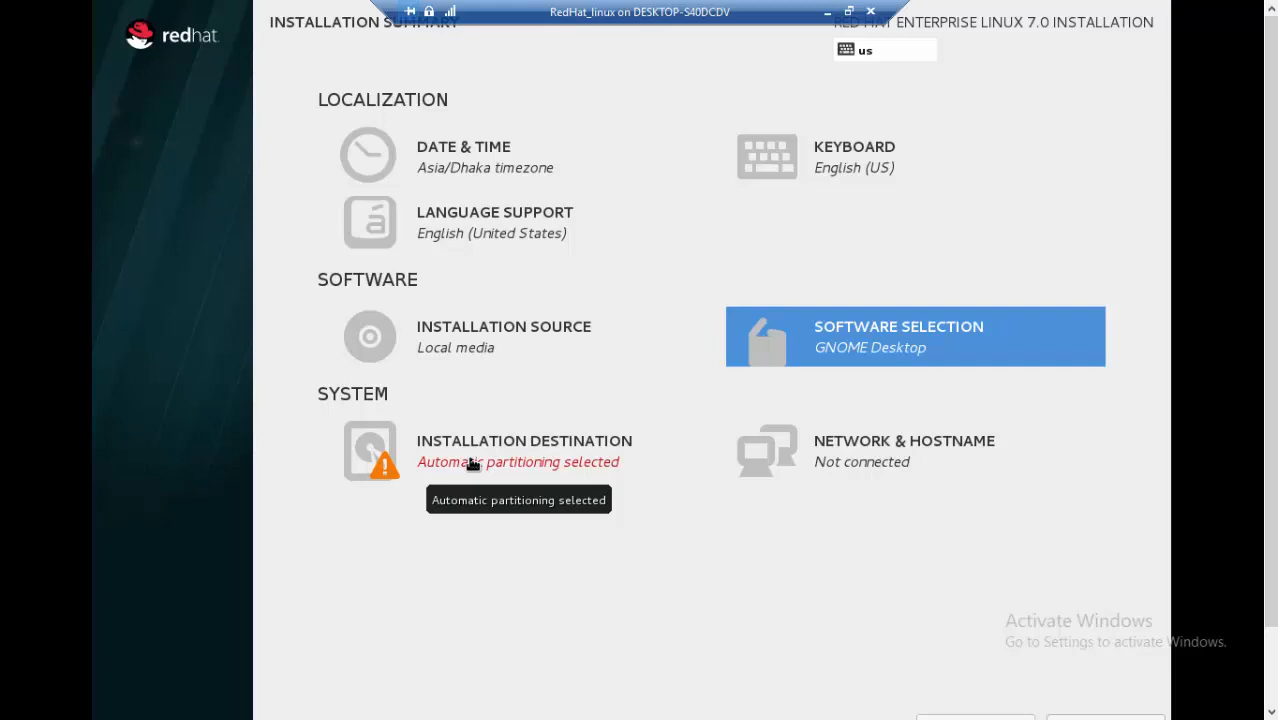 RedHat_linux on DESKTOP-S40DCDV
INSTALLATION SUMMARY
RED HAT ENTERPRISE LINUX 7.0 INSTALLATION
redhat.
us
LOCALIZATION
DATE & TIME
Asia/Dhaka timezone
KEYBOARD
English (US)
LANGUAGE SUPPORT
English (United States)
SOFTWARE
INSTALLATION SOURCE
Local media
SOFTWARE SELECTION
GNOME Desktop
SYSTEM
INSTALLATION DESTINATION
Automatic partitioning selected
NETWORK & HOSTNAME
Not connected
Automatic partitioning selected
Activate Windows
Go to Settings to activate Windows.